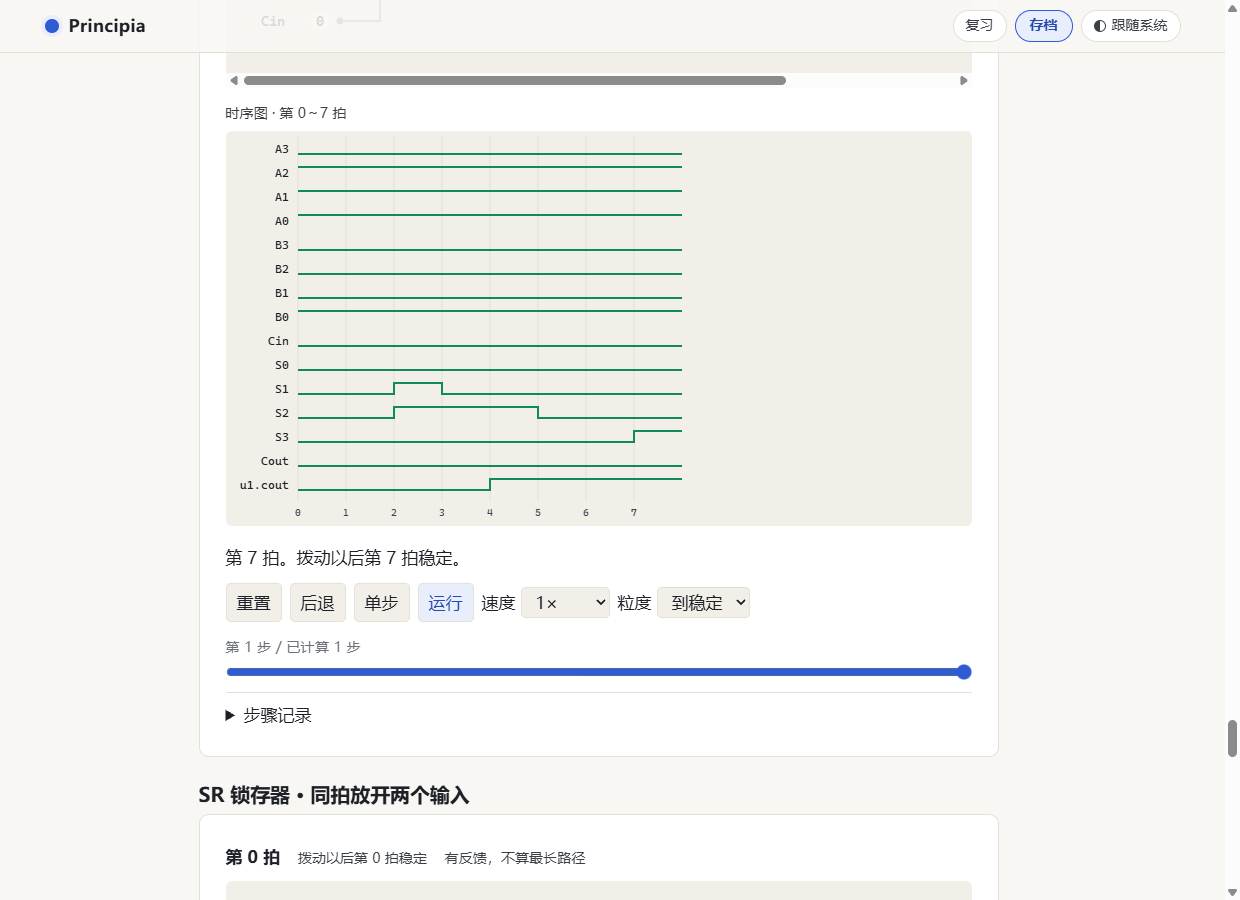 Principia
复习
存档
跟随系统
Cin 0
时序图 · 第 0 ~ 7 拍
A3
A2
A1
A0
B3
B2
B1
B0
Cin
S0
S1
S2
S3
Cout
u1.cout
0 1 2 3 4 5 6 7
第 7 拍。拨动以后第 7 拍稳定。
重置 后退 单步 运行 速度 1× 粒度 到稳定
第 1 步 / 已计算 1 步
步骤记录
SR 锁存器 · 同拍放开两个输入
第 0 拍 拨动以后第 0 拍稳定 有反馈，不算最长路径